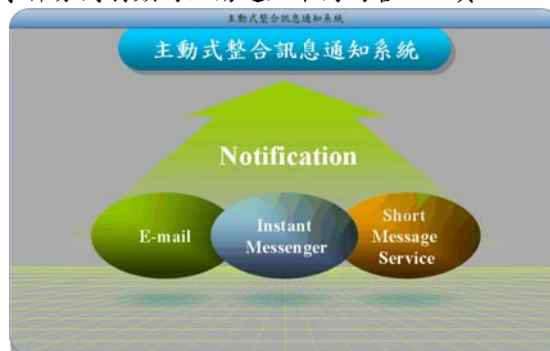 主動式整合訊息通知系統
主動式整合訊息通知系統
Notification
E-mail
Instant
Messenger
Short
Message
Service